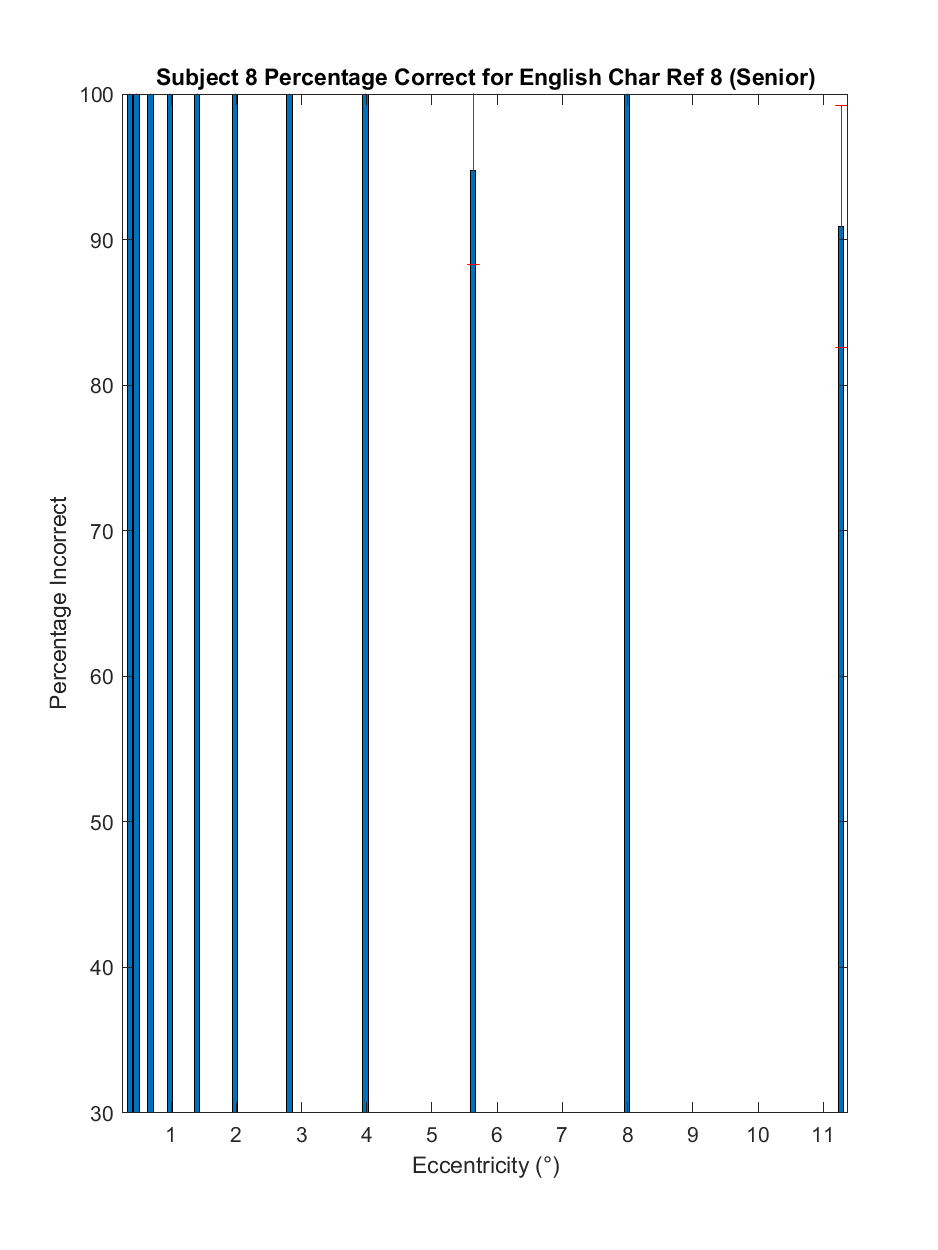 Subject 8 Percentage Correct for English Char Ref 8 (Senior)
100
90
80
70
60
50
40
30
Percentage Incorrect
1 2 3 4 5 6 7 8 9 10 11
Eccentricity (°)